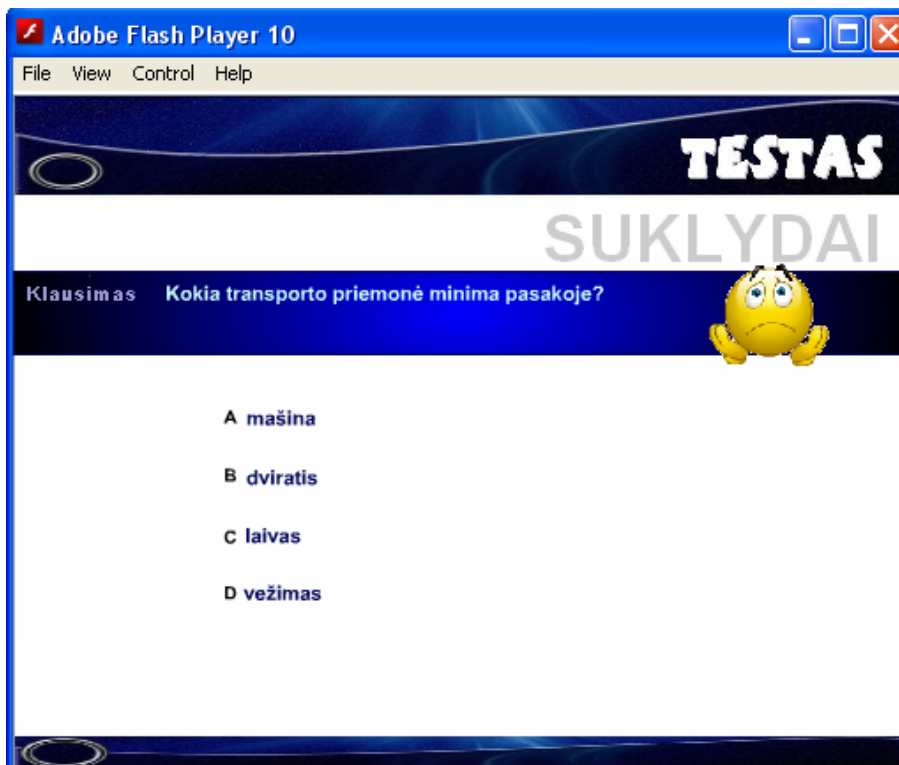 Adobe Flash Player 10
File View Control Help
TESTAS
SUKLYDAI
Klausimas Kokia transporto priemonė minima pasakoje?
A mašina
B dviratis
C laivas
D vežimas